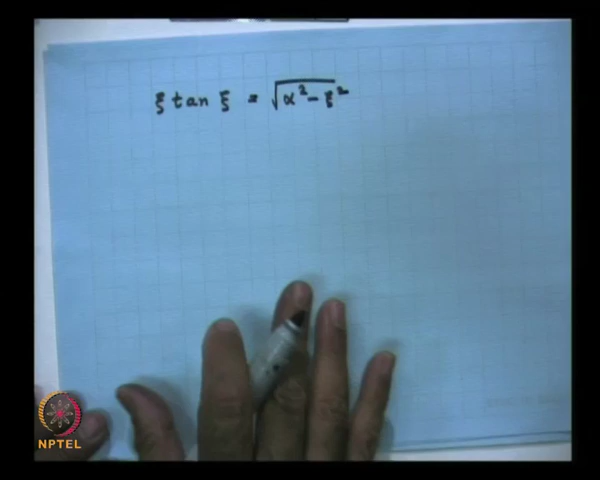 ξ tan ξ = √(α² − ξ²)
NPTEL